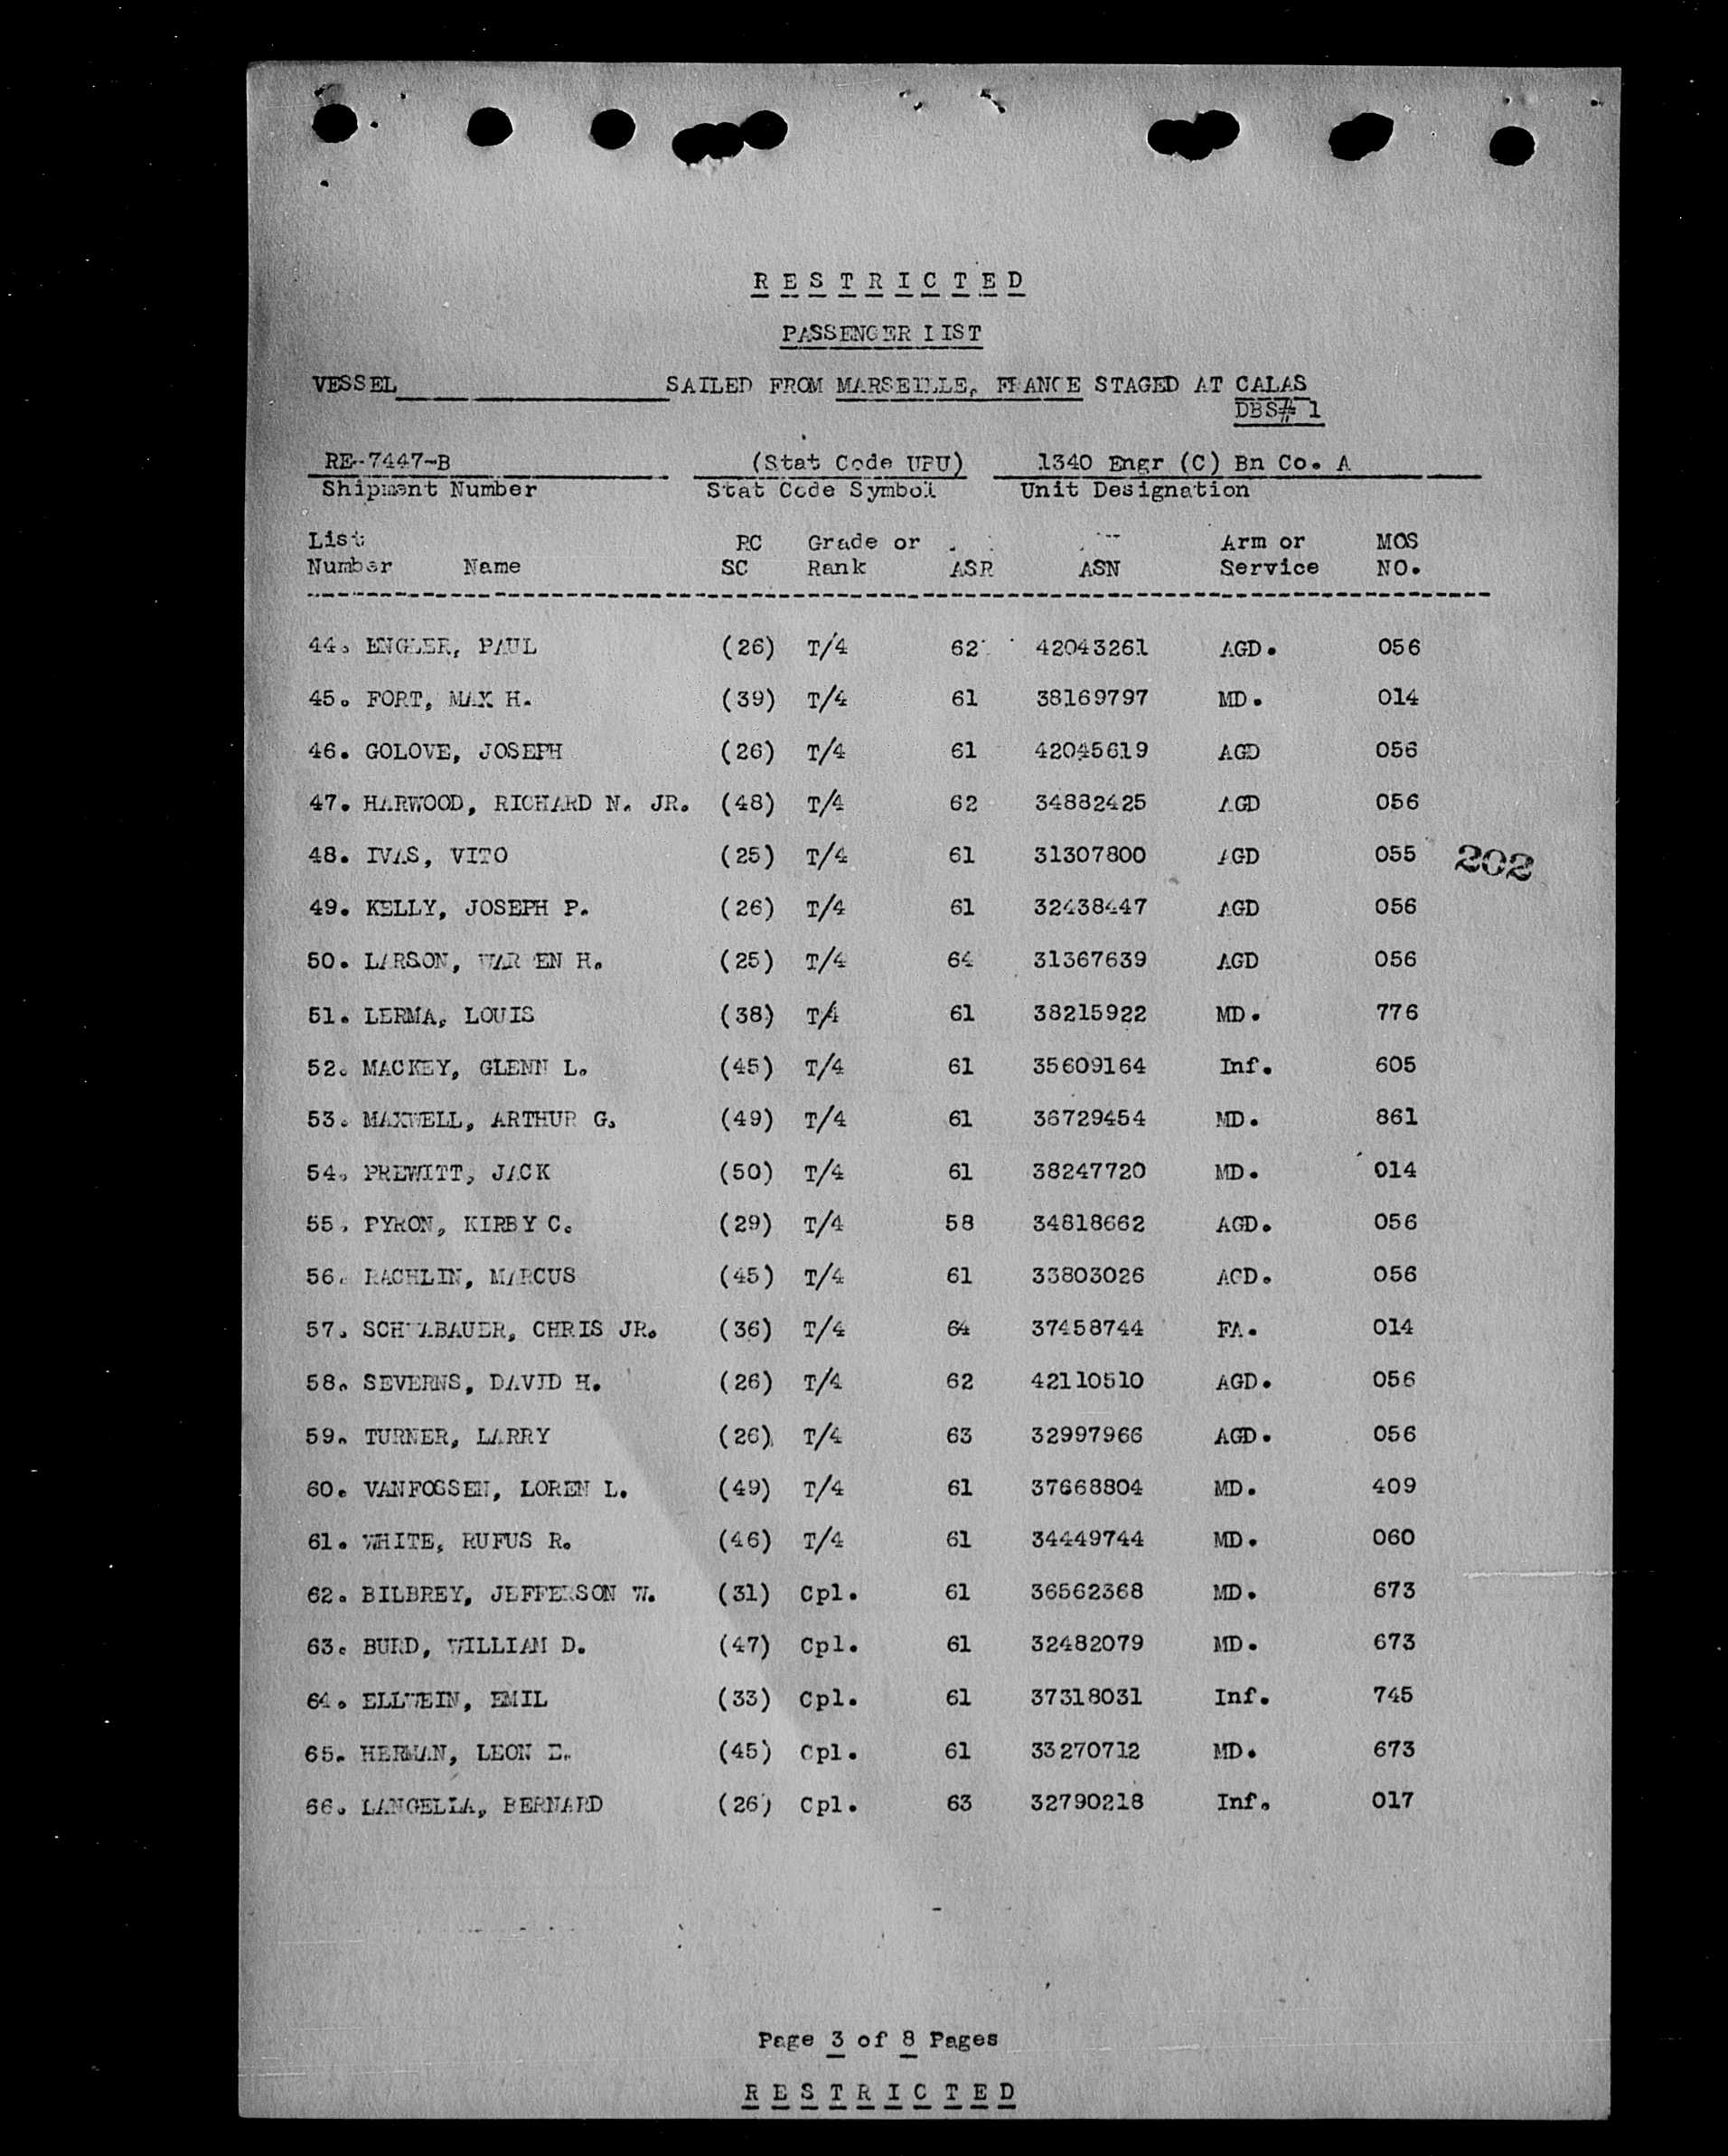 RESTRICTED
PASSENGER LIST
VESSEL SAILED FROM MARSEILLE, FRANCE STAGED AT CALAS
DBS# 1
RE-7447-B (Stat Code UPU) 1340 Engr (C) Bn Co. A
Shipment Number Stat Code Symbol Unit Designation
List RC Grade or Arm or MOS
Number Name SC Rank ASR ASN Service NO.
44. ENGLER, PAUL (26) T/4 62 42043261 AGD. 056
45. FORT, MAX H. (39) T/4 61 38169797 MD. 014
46. GOLOVE, JOSEPH (26) T/4 61 42045619 AGD 056
47. HARWOOD, RICHARD N. JR. (48) T/4 62 34882425 AGD 056
48. IVAS, VITO (25) T/4 61 31307800 AGD 055 202
49. KELLY, JOSEPH P. (26) T/4 61 32438447 AGD 056
50. LARSON, WARREN H. (25) T/4 64 31367639 AGD 056
51. LERMA, LOUIS (38) T/4 61 38215922 MD. 776
52. MACKEY, GLENN L. (45) T/4 61 35609164 Inf. 605
53. MAXWELL, ARTHUR G. (49) T/4 61 36729454 MD. 861
54. PREWITT, JACK (50) T/4 61 38247720 MD. 014
55. PYRON, KIRBY C. (29) T/4 58 34818662 AGD. 056
56. RACHLIN, MARCUS (45) T/4 61 33803026 AGD. 056
57. SCHWABAUER, CHRIS JR. (36) T/4 64 37458744 FA. 014
58. SEVERNS, DAVID H. (26) T/4 62 42110510 AGD. 056
59. TURNER, LARRY (26) T/4 63 32997966 AGD. 056
60. VANFOSSEN, LOREN L. (49) T/4 61 37668804 MD. 409
61. WHITE, RUFUS R. (46) T/4 61 34449744 MD. 060
62. BILBREY, JEFFERSON W. (31) Cpl. 61 36562368 MD. 673
63. BURD, WILLIAM D. (47) Cpl. 61 32482079 MD. 673
64. ELLWEIN, EMIL (33) Cpl. 61 37318031 Inf. 745
65. HERMAN, LEON E. (45) Cpl. 61 33270712 MD. 673
66. LANGELLA, BERNARD (26) Cpl. 63 32790218 Inf. 017
Page 3 of 8 Pages
RESTRICTED